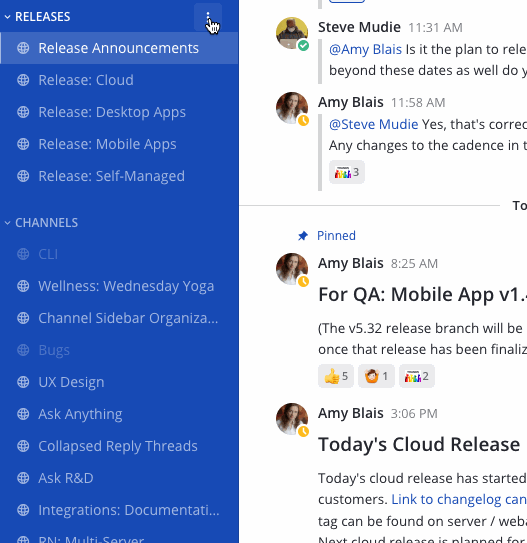 RELEASES
Release Announcements
Release: Cloud
Release: Desktop Apps
Release: Mobile Apps
Release: Self-Managed
CHANNELS
CLI
Wellness: Wednesday Yoga
Channel Sidebar Organiza...
Bugs
UX Design
Ask Anything
Collapsed Reply Threads
Ask R&D
Integrations: Documentati...
RN: Multi-Server
Steve Mudie 11:31 AM
@Amy Blais Is it the plan to rele
beyond these dates as well do y
Amy Blais 11:58 AM
@Steve Mudie Yes, that's correc
Any changes to the cadence in t
3
To
Pinned
Amy Blais 8:25 AM
For QA: Mobile App v1.4
(The v5.32 release branch will be
once that release has been finaliz
5 1 2
Amy Blais 3:06 PM
Today's Cloud Release
Today's cloud release has started
customers. Link to changelog can
tag can be found on server / weba
Next cloud release is planned for